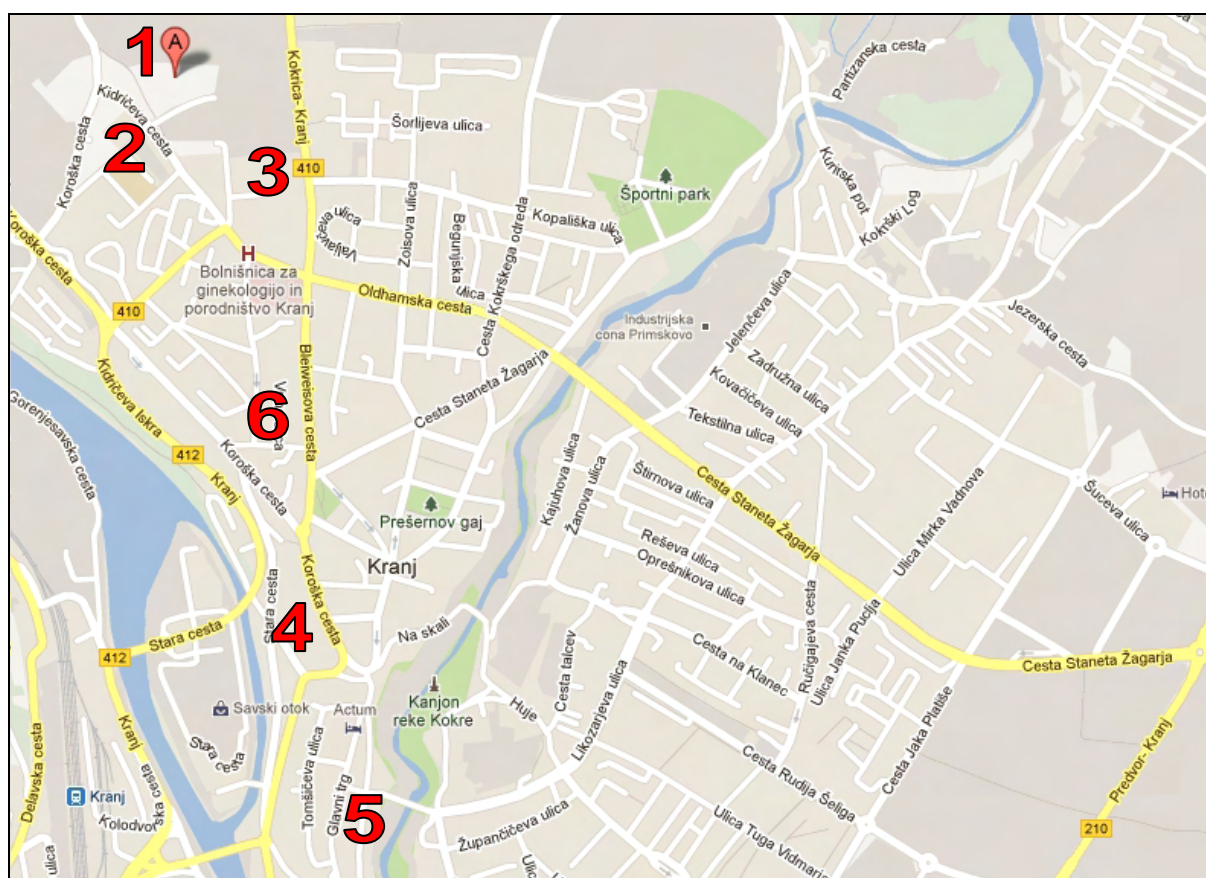 1
A
Kokrica- Kranj
Partizanska cesta
Kidričeva cesta
Šorlijeva ulica
2
3
410
Koroška cesta
Kuritska pot
Športni park
Valjavčeva ulica
Zoisova ulica
Begunjska
ulica
Cesta Kokrškega odreda
Kopališka ulica
Kokrški Log
Koroška cesta
H
Bolnišnica za
ginekologijo in
porodništvo Kranj
410
Oldhamska cesta
Industrijska
cona Primskovo
Jelenčeva ulica
Jezerska cesta
Kidričeva Iskra
Bleiweisova cesta
Cesta Staneta Žagarja
Zadružna ulica
Kovačičeva ulica
Tekstilna ulica
Gorenjesavska cesta
6
412
Kranj
Koroška cesta
Kajuhova ulica
Žanova ulica
Štirnova ulica
Cesta Staneta Žagarja
Ulica Mirka Vadnova
Šuceva ulica
Hote
Prešernov gaj
Kranj
Reševa ulica
Oprešnikova ulica
Koroška cesta
Stara cesta
4
Na skali
Stara cesta
412
Cesta talcev
Cesta na Klanec
Ručigajeva cesta
Ulica Janka Puclja
Cesta Staneta Žagarja
Kanjon
reke Kokre
Savski otok
Actum
Huje
Likozarjeva ulica
Cesta Jaka Platiše
Kranj
Stara
cesta
Delavska cesta
Tomšičeva ulica
Glavni trg
Cesta Rudija Šeliga
Predvor- Kranj
Kranj
Kolodvorska cesta
5
Župančičeva ulica
Ulica Tuga Vidmarja
210
ulica